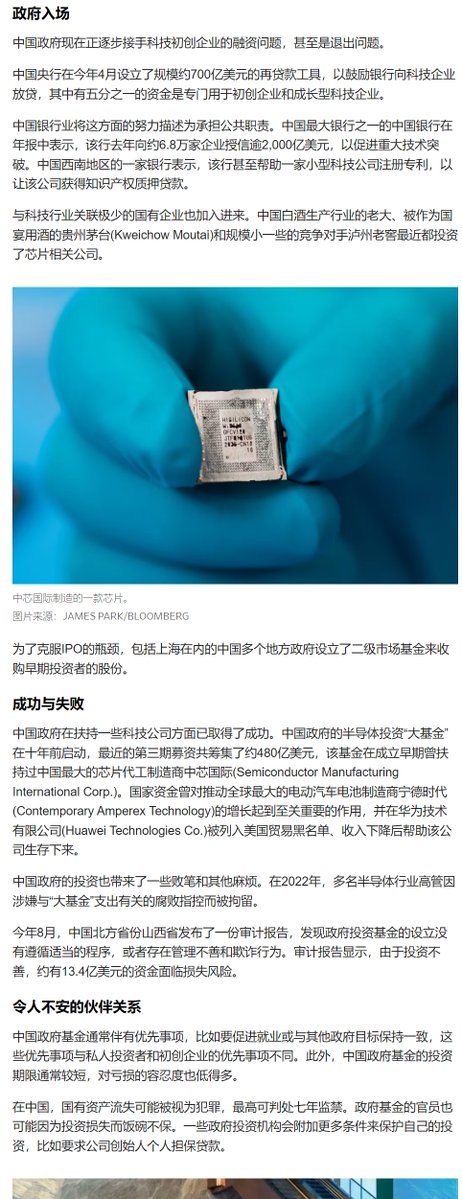 政府入场
中国政府现在正逐步接手科技初创企业的融资问题，甚至是退出问题。
中国央行在今年4月设立了规模约700亿美元的再贷款工具，以鼓励银行向科技企业
放贷，其中有五分之一的资金是专门用于初创企业和成长型科技企业。
中国银行业将这方面的努力描述为承担公共职责。中国最大银行之一的中国银行在
年报中表示，该行去年向约6.8万家企业授信逾2,000亿美元，以促进重大技术突
破。中国西南地区的一家银行表示，该行甚至帮助一家小型科技公司注册专利，以
让该公司获得知识产权质押贷款。
与科技行业关联极少的国有企业也加入进来。中国白酒生产行业的老大、被作为国
宴用酒的贵州茅台(Kweichow Moutai)和规模小一些的竞争对手泸州老窖最近都投资
了芯片相关公司。
HISILICON
中芯国际制造的一款芯片。
图片来源：JAMES PARK/BLOOMBERG
为了克服IPO的瓶颈，包括上海在内的中国多个地方政府设立了二级市场基金来收
购早期投资者的股份。
成功与失败
中国政府在扶持一些科技公司方面已取得了成功。中国政府的半导体投资“大基金”
在十年前启动，最近的第三期募资共筹集了约480亿美元，该基金在成立早期曾扶
持过中国最大的芯片代工制造商中芯国际(Semiconductor Manufacturing
International Corp.)。国家资金曾对推动全球最大的电动汽车电池制造商宁德时代
(Contemporary Amperex Technology)的增长起到至关重要的作用，并在华为技术
有限公司(Huawei Technologies Co.)被列入美国贸易黑名单、收入下降后帮助该公
司生存下来。
中国政府的投资也带来了一些败笔和其他麻烦。在2022年，多名半导体行业高管因
涉嫌与“大基金”支出有关的腐败指控而被拘留。
今年8月，中国北方省份山西省发布了一份审计报告，发现政府投资基金的设立没
有遵循适当的程序，或者存在管理不善和欺诈行为。审计报告显示，由于投资不
善，约有13.4亿美元的资金面临损失风险。
令人不安的伙伴关系
中国政府基金通常伴有优先事项，比如要促进就业或与其他政府目标保持一致，这
些优先事项与私人投资者和初创企业的优先事项不同。此外，中国政府基金的投资
期限通常较短，对亏损的容忍度也低得多。
在中国，国有资产流失可能被视为犯罪，最高可判处七年监禁。政府基金的官员也
可能因为投资损失而饭碗不保。一些政府投资机构会附加更多条件来保护自己的投
资，比如要求公司创始人个人担保贷款。